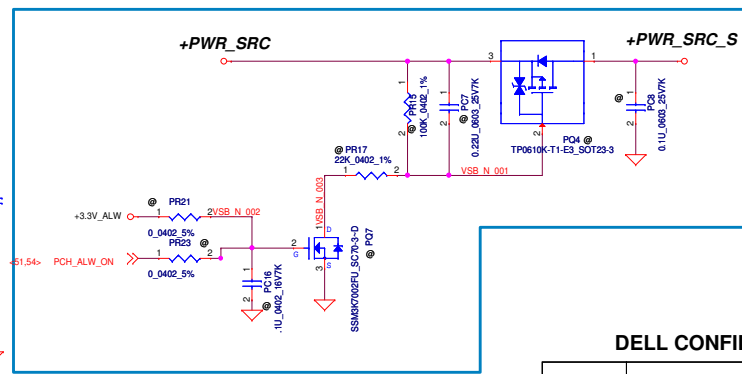 +PWR_SRC
+PWR_SRC_S
3
1
2
1
2
@ PR15
100K_0402_1%
1
2
@ PC7
0.22U_0603_25V7K
1
2
@
PC8
0.1U_0603_25V7K
PQ4 @
TP0610K-T1-E3_SOT23-3
@ PR17
22K_0402_1%
1
2
VSB_N_001
VSB_N_003
@
PR21
+3.3V_ALW
1
2
VSB_N_002
0_0402_5%
PR23
@
<51,54>
PCH_ALW_ON
1
2
0_0402_5%
1
2
@
PC16
.1U_0402_16V7K
1
D
2
G
3
S
SSM3K7002FU_SC70-3~D
@ PQ7
DELL CONFI